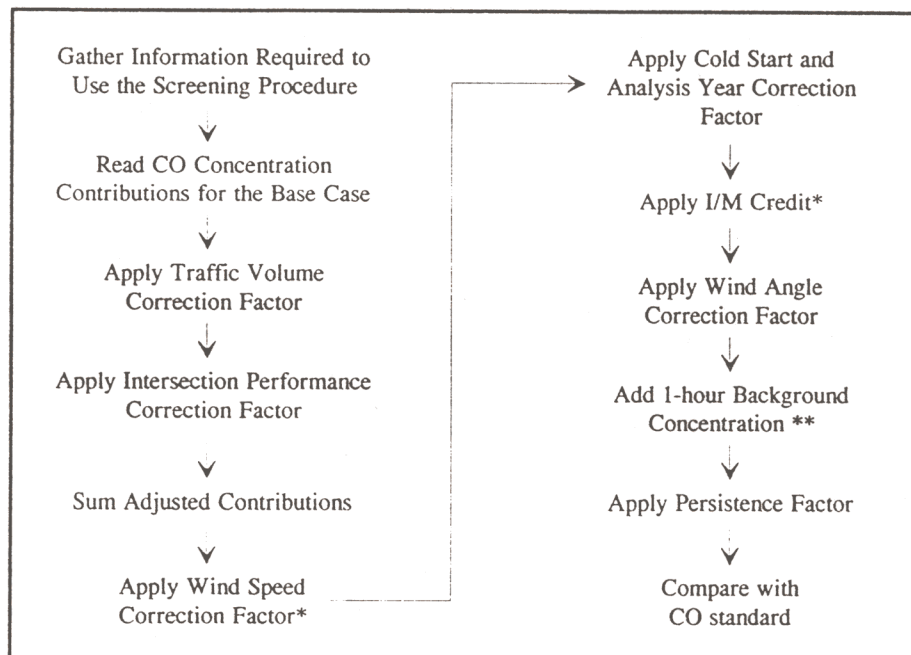 Gather Information Required to
Use the Screening Procedure
Read CO Concentration
Contributions for the Base Case
Apply Traffic Volume
Correction Factor
Apply Intersection Performance
Correction Factor
Sum Adjusted Contributions
Apply Wind Speed
Correction Factor*
Apply Cold Start and
Analysis Year Correction
Factor
Apply I/M Credit*
Apply Wind Angle
Correction Factor
Add 1-hour Background
Concentration **
Apply Persistence Factor
Compare with
CO standard